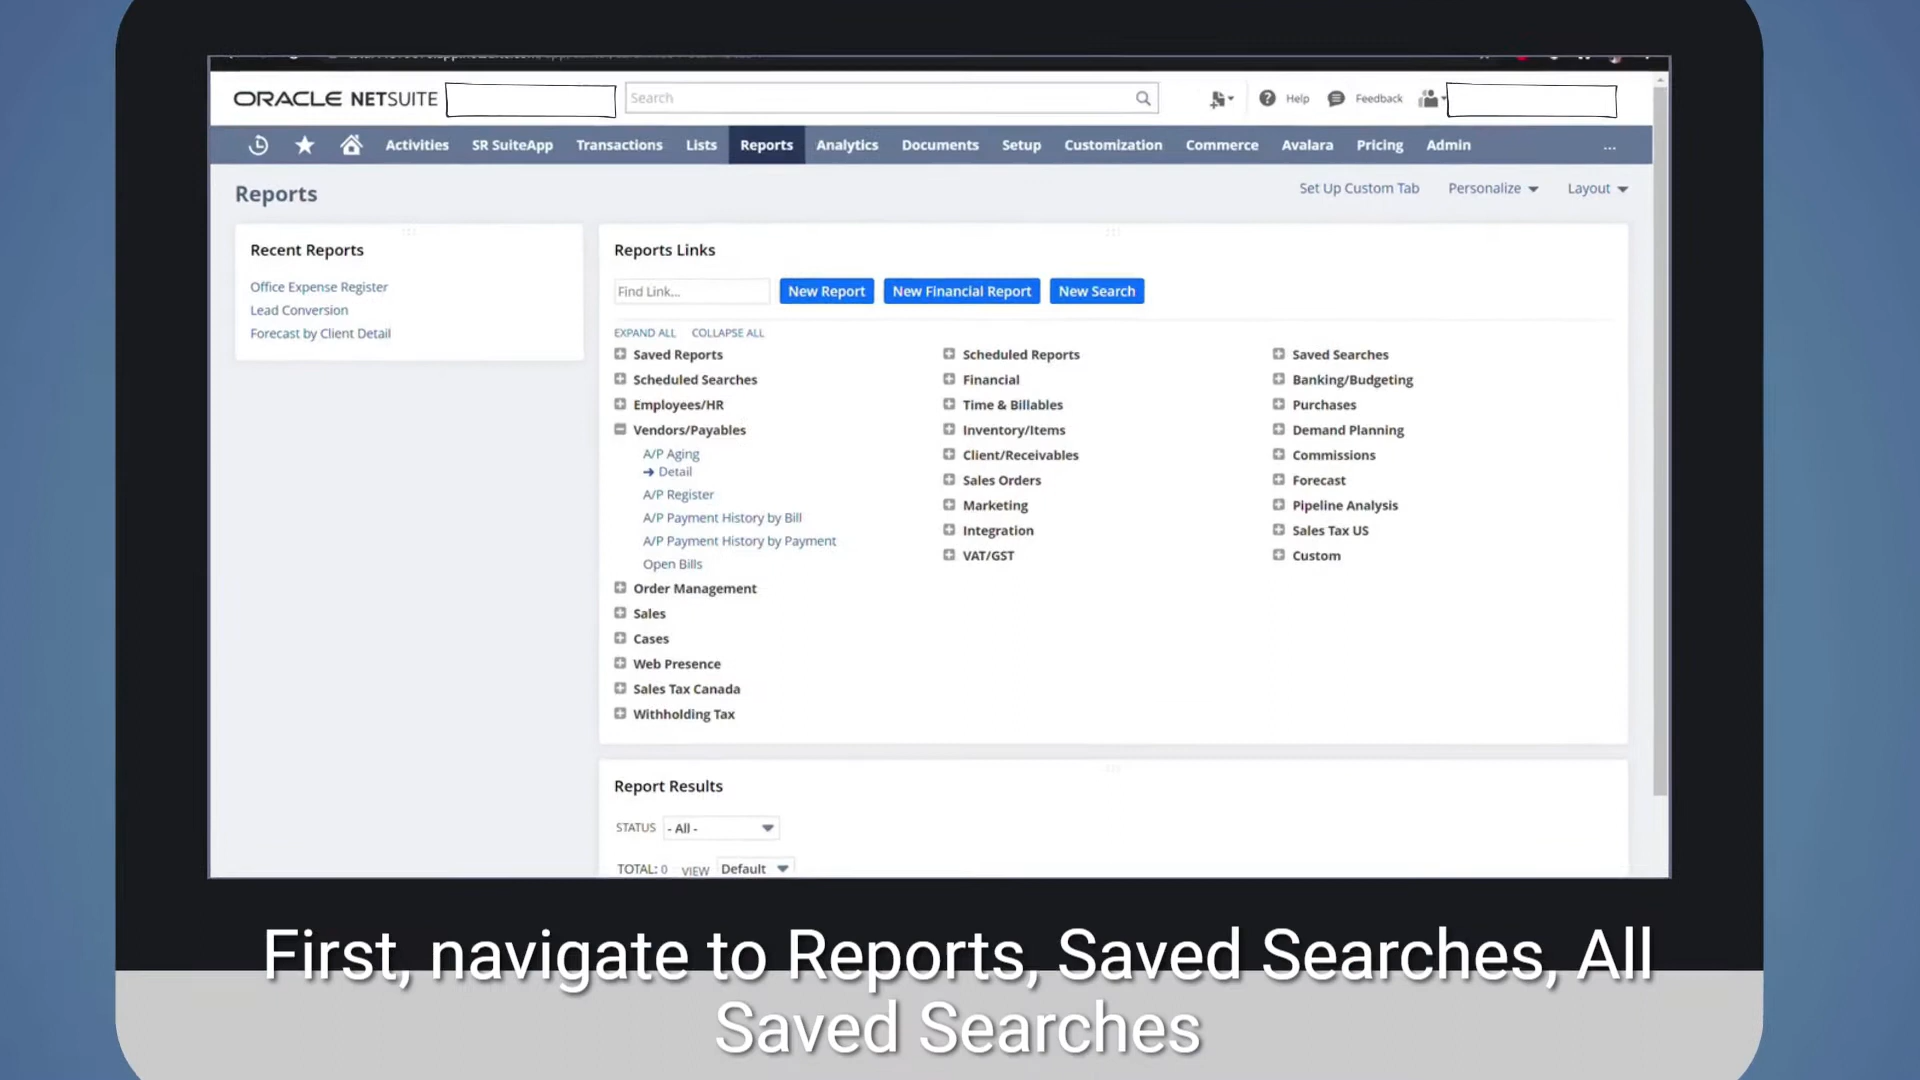 ORACLE NETSUITE
Search
Help
Feedback
Activities
SR SuiteApp
Transactions
Lists
Reports
Analytics
Documents
Setup
Customization
Commerce
Avalara
Pricing
Admin
...
Reports
Set Up Custom Tab
Personalize
Layout
Recent Reports
Office Expense Register
Lead Conversion
Forecast by Client Detail
Reports Links
Find Link...
New Report
New Financial Report
New Search
EXPAND ALL
COLLAPSE ALL
Saved Reports
Scheduled Searches
Employees/HR
Vendors/Payables
A/P Aging
Detail
A/P Register
A/P Payment History by Bill
A/P Payment History by Payment
Open Bills
Order Management
Sales
Cases
Web Presence
Sales Tax Canada
Withholding Tax
Scheduled Reports
Financial
Time & Billables
Inventory/Items
Client/Receivables
Sales Orders
Marketing
Integration
VAT/GST
Saved Searches
Banking/Budgeting
Purchases
Demand Planning
Commissions
Forecast
Pipeline Analysis
Sales Tax US
Custom
Report Results
STATUS
- All -
TOTAL: 0
VIEW
Default
First, navigate to Reports, Saved Searches, All
Saved Searches